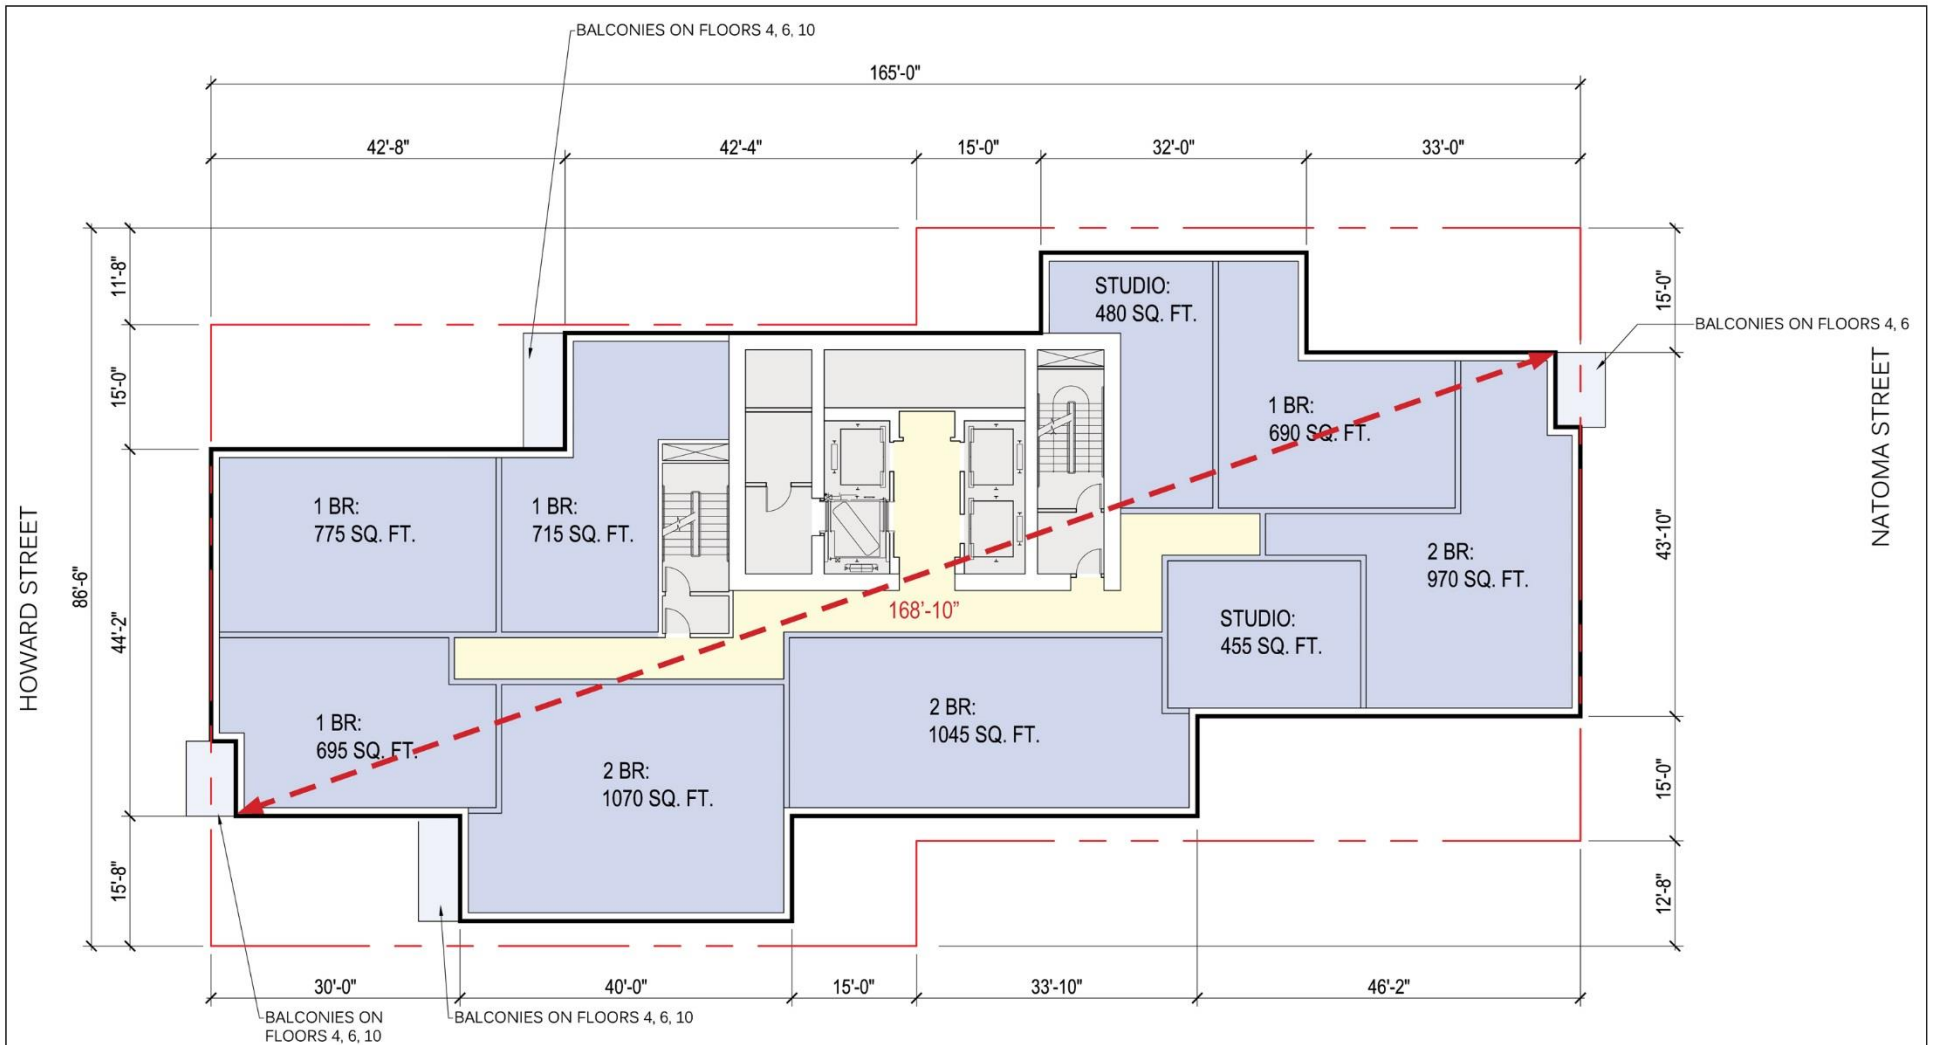 BALCONIES ON FLOORS 4, 6, 10
165'-0"
42'-8"
42'-4"
15'-0"
32'-0"
33'-0"
11'-8"
15'-0"
86'-6"
44'-2"
15'-8"
HOWARD STREET
STUDIO:
480 SQ. FT.
1 BR:
690 SQ. FT.
1 BR:
775 SQ. FT.
1 BR:
715 SQ. FT.
2 BR:
970 SQ. FT.
168'-10”
STUDIO:
455 SQ. FT.
1 BR:
695 SQ. FT.
2 BR:
1045 SQ. FT.
2 BR:
1070 SQ. FT.
15'-0"
BALCONIES ON FLOORS 4, 6
NATOMA STREET
43'-10"
15'-0"
12'-8"
30'-0"
40'-0"
15'-0"
33'-10"
46'-2"
BALCONIES ON
FLOORS 4, 6, 10
BALCONIES ON FLOORS 4, 6, 10